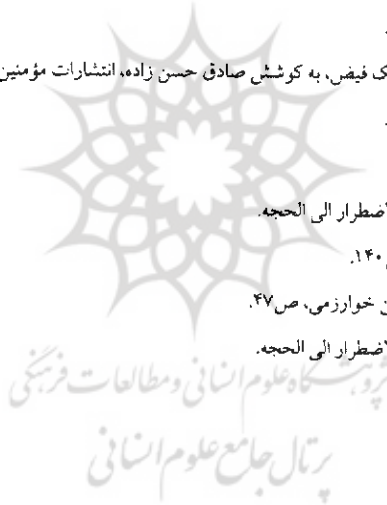 .
ک فیض، به کوشش صادق حسن زاده، انتشارات مؤمنین
.
اضطرار الی الحجه.
۱۴۰.
ن خوارزمی، ص۴۷.
اضطرار الی الحجه.
پژوهشگاه علوم انسانی و مطالعات فرهنگی
پرتال جامع علوم انسانی